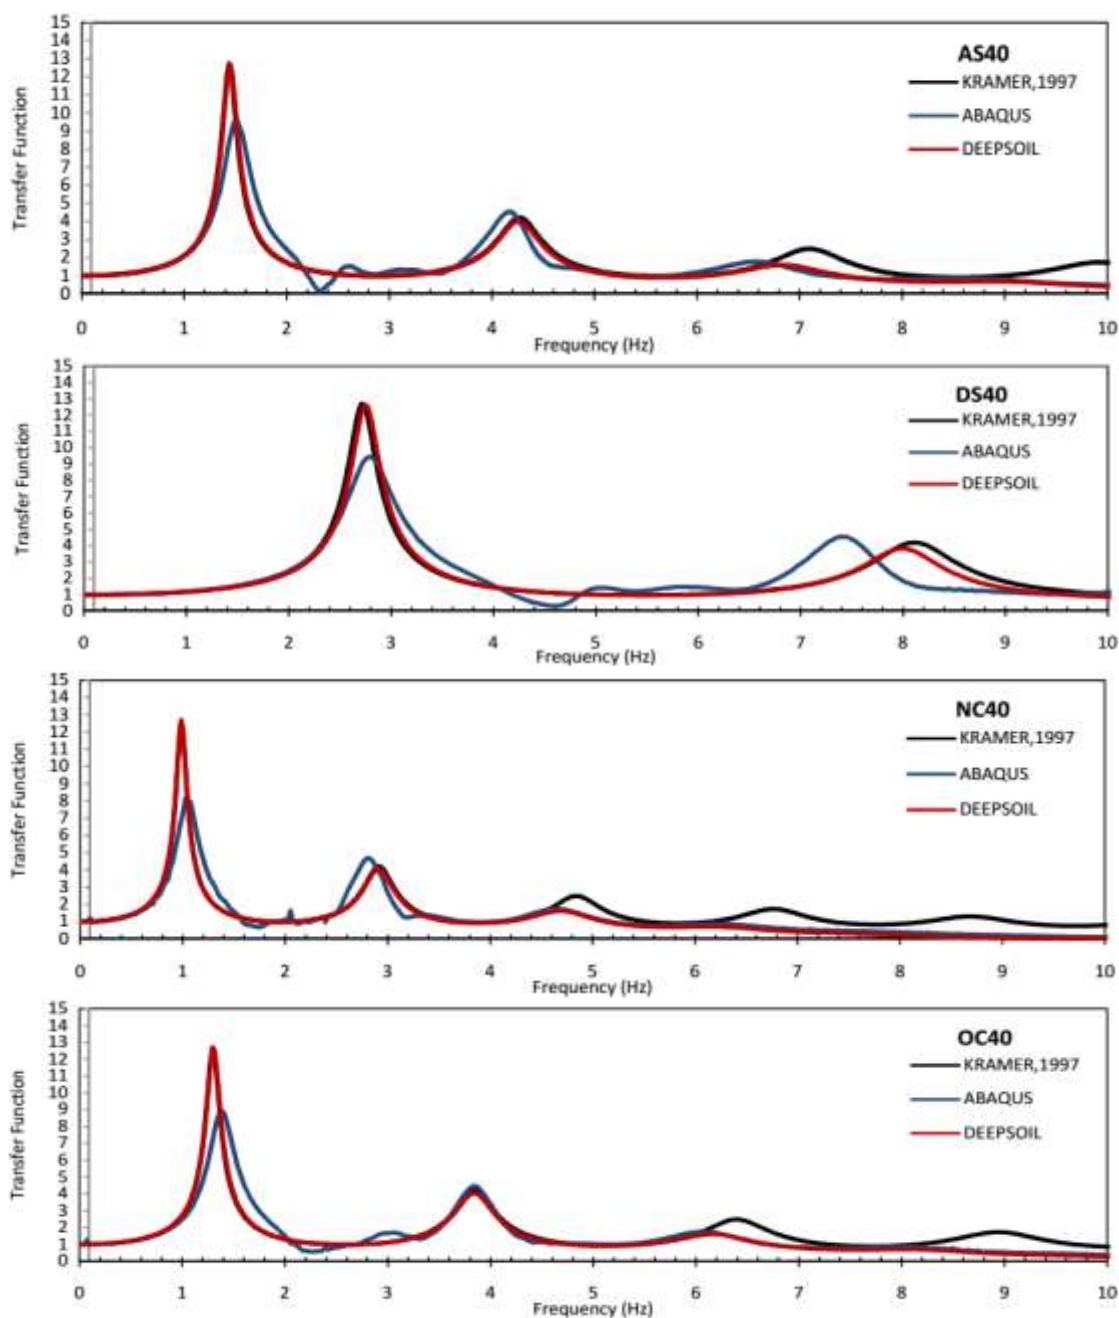 15
14
13
12
11
10
9
8
7
6
5
4
3
2
1
0
Transfer Function
AS40
KRAMER,1997
ABAQUS
DEEPSOIL
0 1 2 3 4 5 6 7 8 9 10
Frequency (Hz)
15
14
13
12
11
10
9
8
7
6
5
4
3
2
1
0
Transfer Function
DS40
KRAMER,1997
ABAQUS
DEEPSOIL
0 1 2 3 4 5 6 7 8 9 10
Frequency (Hz)
15
14
13
12
11
10
9
8
7
6
5
4
3
2
1
0
Transfer Function
NC40
KRAMER,1997
ABAQUS
DEEPSOIL
0 1 2 3 4 5 6 7 8 9 10
Frequency (Hz)
15
14
13
12
11
10
9
8
7
6
5
4
3
2
1
0
Transfer Function
OC40
KRAMER,1997
ABAQUS
DEEPSOIL
0 1 2 3 4 5 6 7 8 9 10
Frequency (Hz)